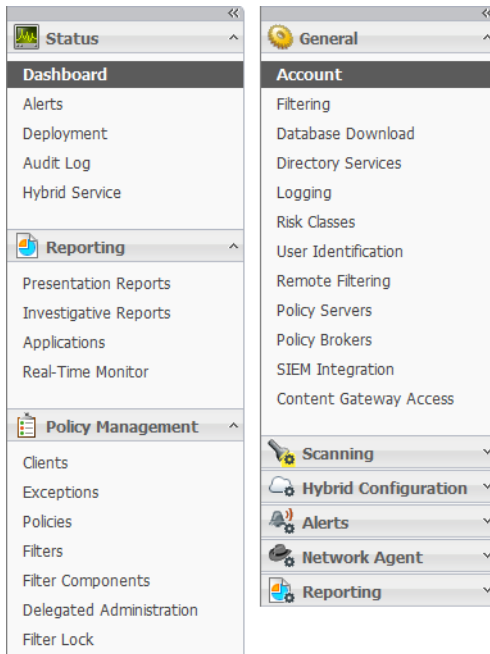 Status
Dashboard
Alerts
Deployment
Audit Log
Hybrid Service
Reporting
Presentation Reports
Investigative Reports
Applications
Real-Time Monitor
Policy Management
Clients
Exceptions
Policies
Filters
Filter Components
Delegated Administration
Filter Lock
General
Account
Filtering
Database Download
Directory Services
Logging
Risk Classes
User Identification
Remote Filtering
Policy Servers
Policy Brokers
SIEM Integration
Content Gateway Access
Scanning
Hybrid Configuration
Alerts
Network Agent
Reporting